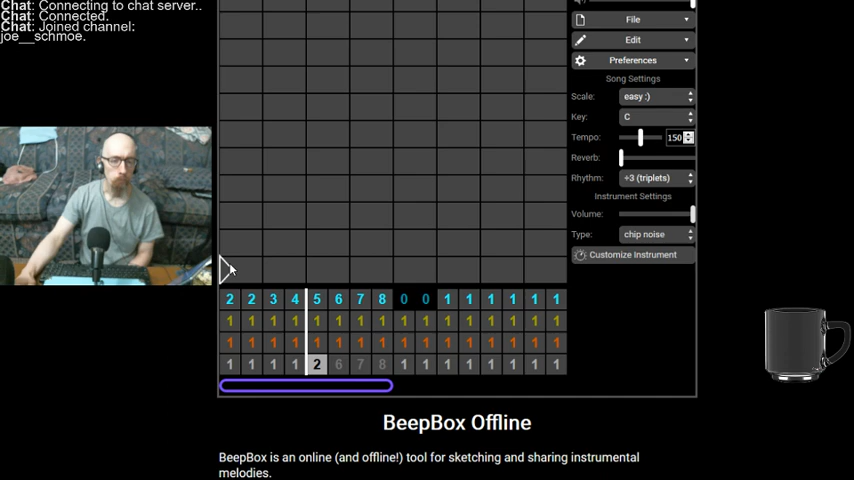 Chat: Connecting to chat server..
Chat: Connected.
Chat: Joined channel:
joe__schmoe.
File
Edit
Preferences
Song Settings
Scale: easy :)
Key: C
Tempo: 150
Reverb:
Rhythm: ÷3 (triplets)
Instrument Settings
Volume:
Type: chip noise
Customize Instrument
2 2 3 4 5 6 7 8 0 0 1 1 1 1 1 1
1 1 1 1 1 1 1 1 1 1 1 1 1 1 1 1
1 1 1 1 1 1 1 1 1 1 1 1 1 1 1 1
1 1 1 1 2 6 7 8 1 1 1 1 1 1 1 1
BeepBox Offline
BeepBox is an online (and offline!) tool for sketching and sharing instrumental
melodies.